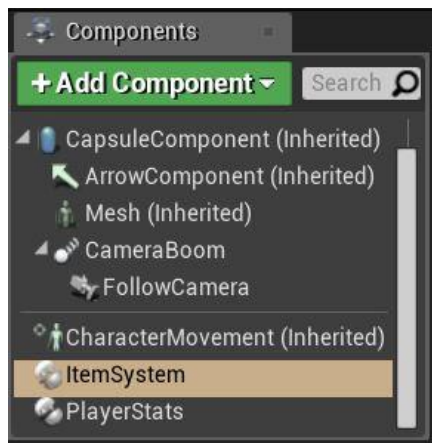 Components
+Add Component
Search
CapsuleComponent (Inherited)
ArrowComponent (Inherited)
Mesh (Inherited)
CameraBoom
FollowCamera
CharacterMovement (Inherited)
ItemSystem
PlayerStats